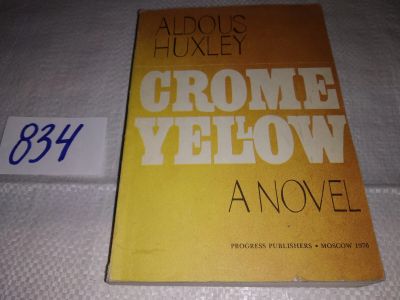 ALDOUS
HUXLEY
CROME
YELLOW
A NOVEL
PROGRESS PUBLISHERS • MOSCOW 1976
834